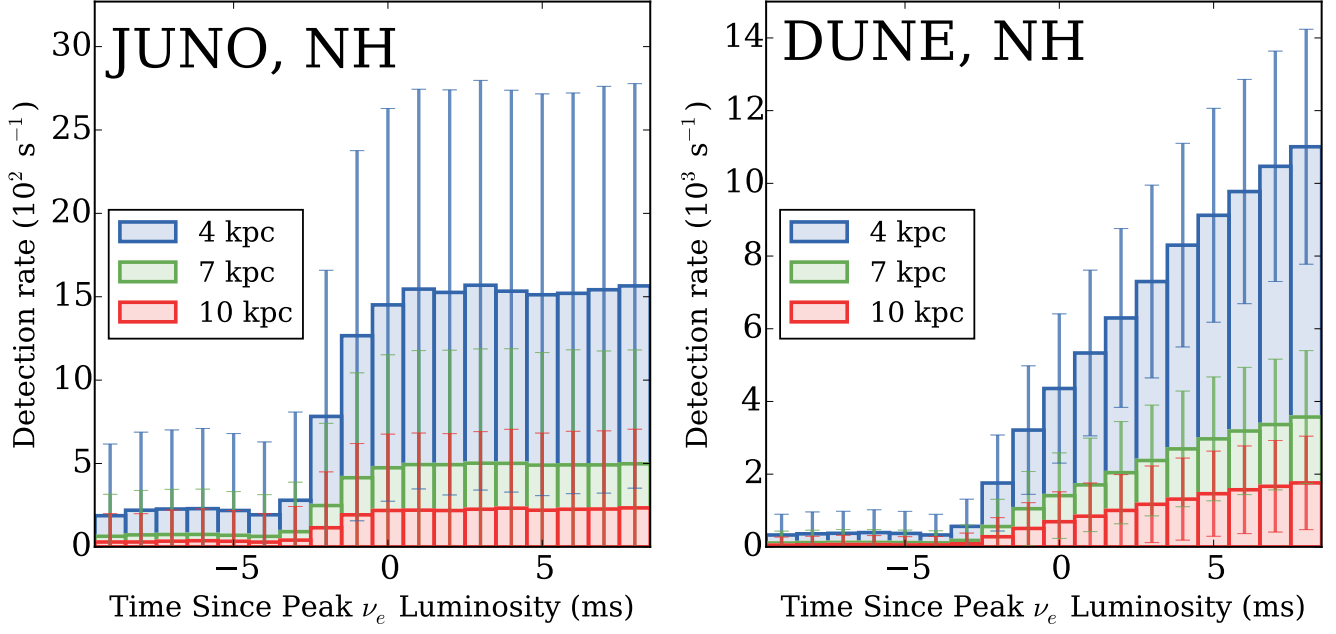 JUNO, NH
Detection rate (10² s⁻¹)
30
25
20
15
10
5
0
4 kpc
7 kpc
10 kpc
−5
0
5
Time Since Peak νₑ Luminosity (ms)
DUNE, NH
Detection rate (10³ s⁻¹)
14
12
10
8
6
4
2
0
4 kpc
7 kpc
10 kpc
−5
0
5
Time Since Peak νₑ Luminosity (ms)